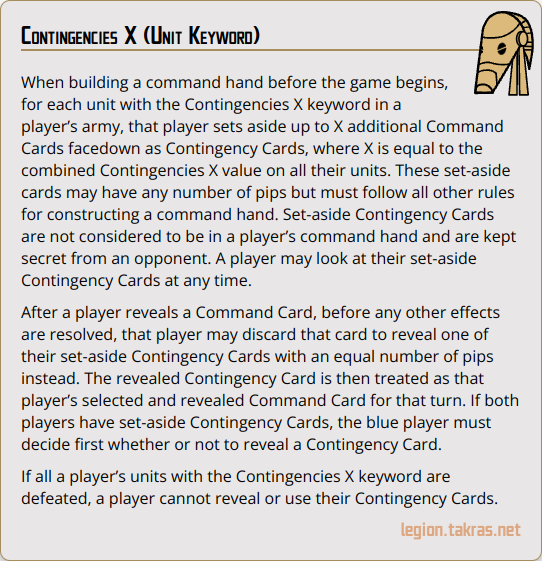 Contingencies X (Unit Keyword)
When building a command hand before the game begins,
for each unit with the Contingencies X keyword in a
player’s army, that player sets aside up to X additional Command
Cards facedown as Contingency Cards, where X is equal to the
combined Contingencies X value on all their units. These set-aside
cards may have any number of pips but must follow all other rules
for constructing a command hand. Set-aside Contingency Cards
are not considered to be in a player’s command hand and are kept
secret from an opponent. A player may look at their set-aside
Contingency Cards at any time.
After a player reveals a Command Card, before any other effects
are resolved, that player may discard that card to reveal one of
their set-aside Contingency Cards with an equal number of pips
instead. The revealed Contingency Card is then treated as that
player’s selected and revealed Command Card for that turn. If both
players have set-aside Contingency Cards, the blue player must
decide first whether or not to reveal a Contingency Card.
If all a player’s units with the Contingencies X keyword are
defeated, a player cannot reveal or use their Contingency Cards.
legion.takras.net